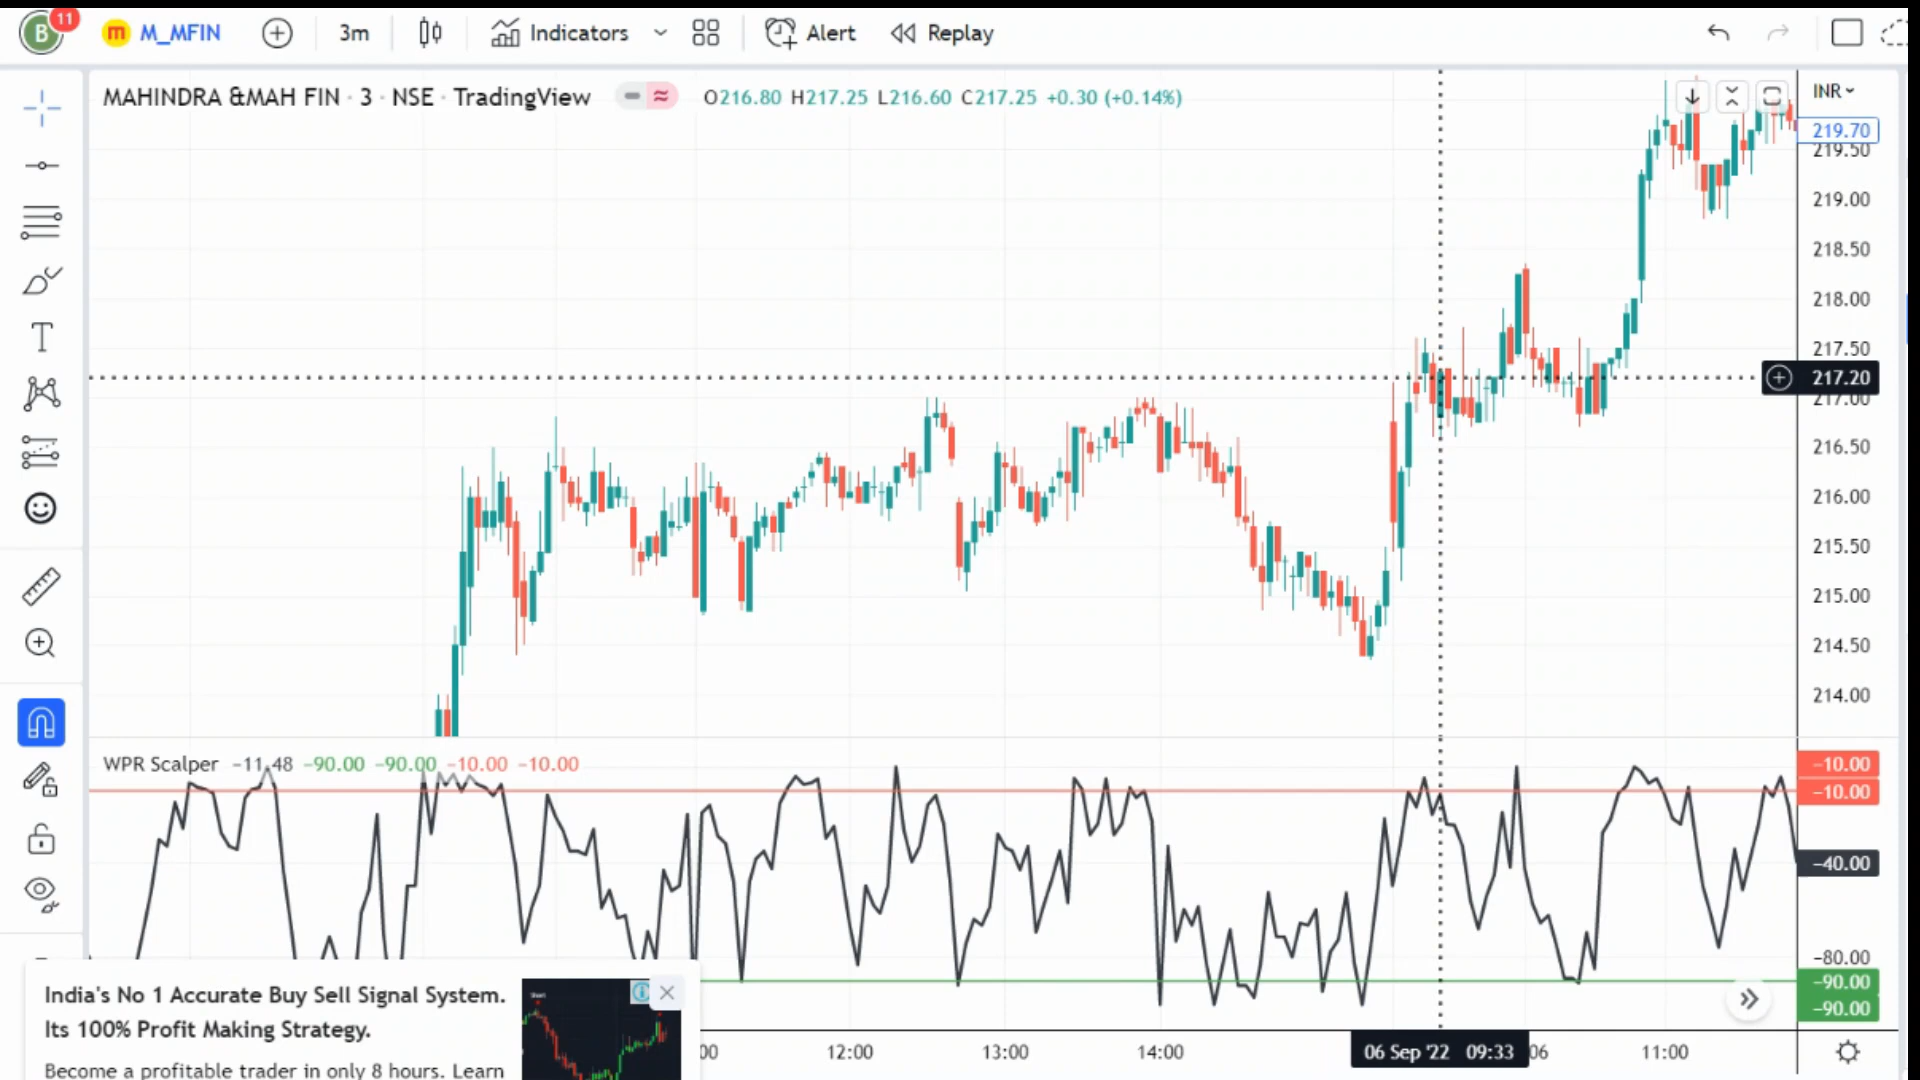 B
11
m
M_MFIN
3m
Indicators
Alert
Replay
MAHINDRA &MAH FIN · 3 · NSE · TradingView
O216.80 H217.25 L216.60 C217.25 +0.30 (+0.14%)
INR
219.70
219.50
219.00
218.50
218.00
217.50
217.20
217.00
216.50
216.00
215.50
215.00
214.50
214.00
WPR Scalper −11.48 −90.00 −90.00 −10.00 −10.00
−10.00
−10.00
−40.00
−80.00
−90.00
−90.00
India's No 1 Accurate Buy Sell Signal System.
Its 100% Profit Making Strategy.
Become a profitable trader in only 8 hours. Learn
00
12:00
13:00
14:00
06 Sep '22 09:33
06
11:00